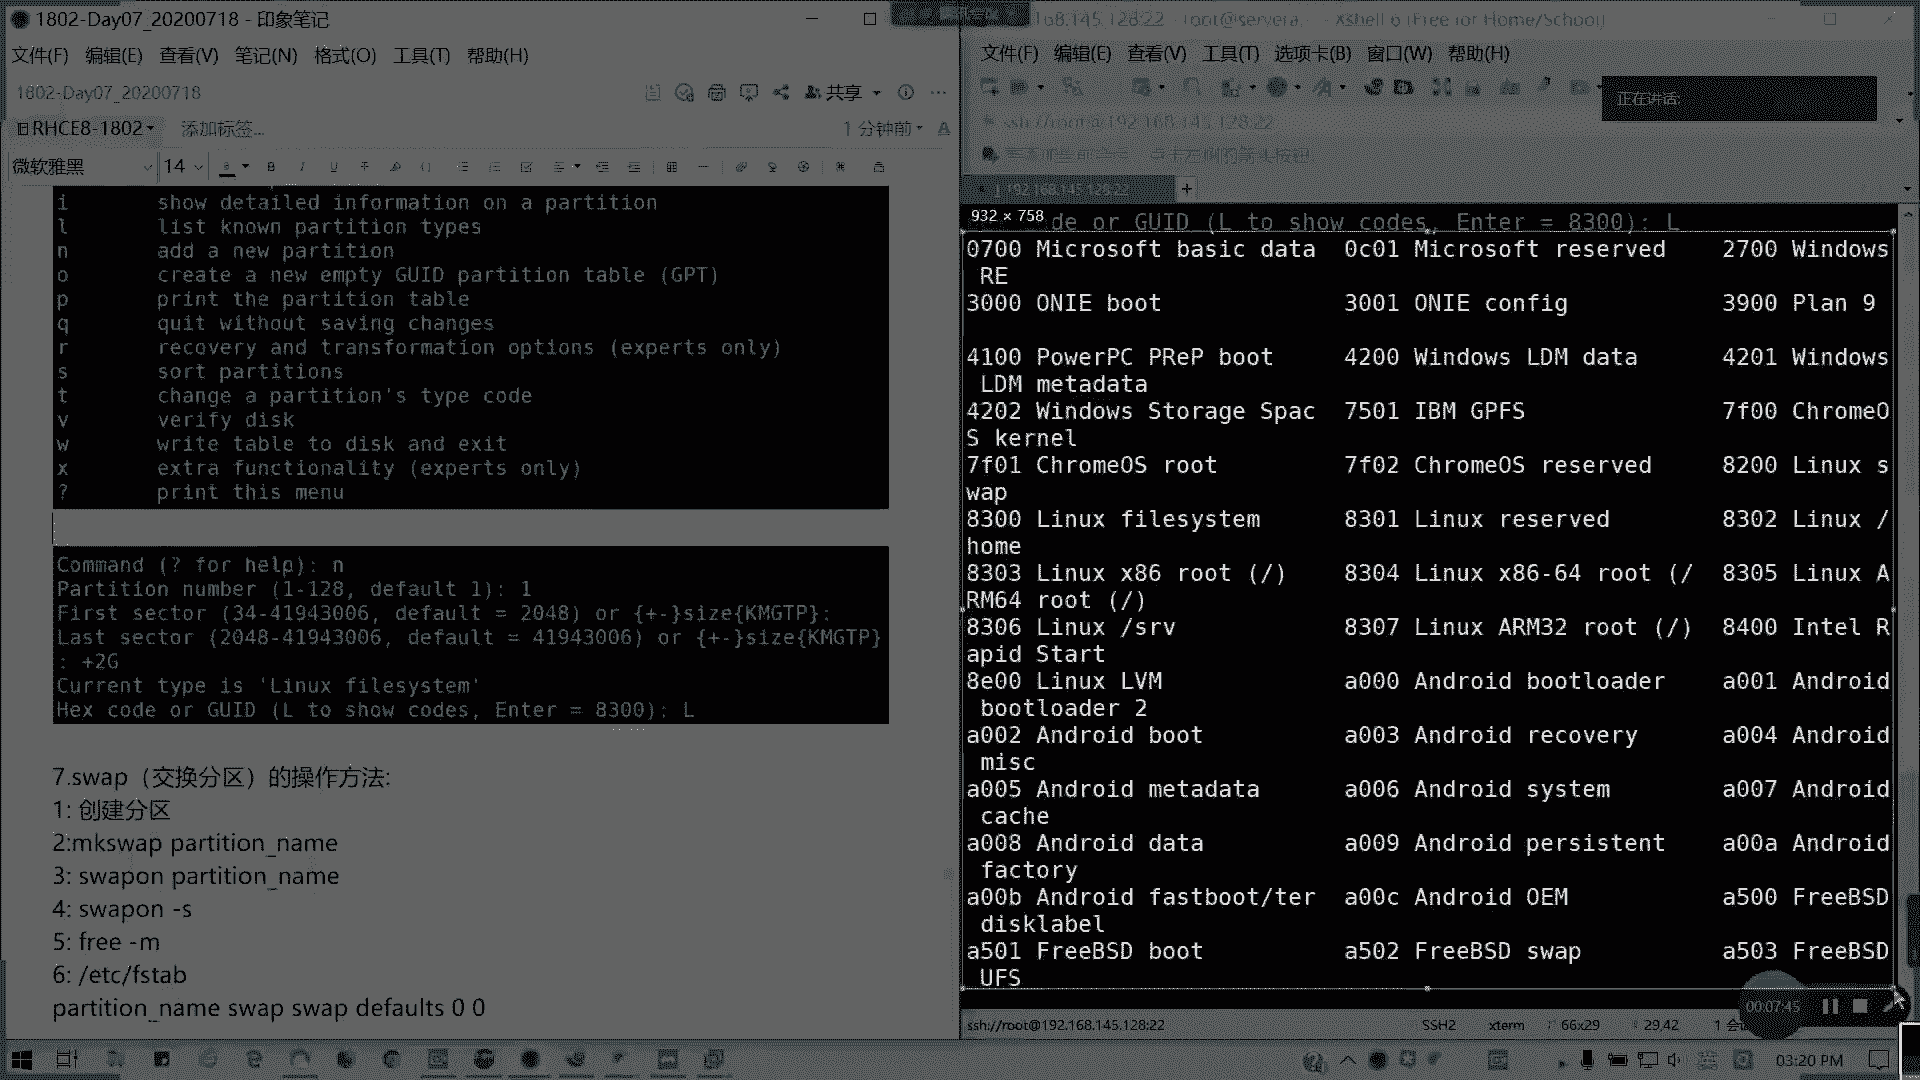 1802-Day07_20200718 - 印象笔记
文件(F) 编辑(E) 查看(V) 笔记(N) 格式(O) 工具(T) 帮助(H)
1802-Day07_20200718
共享
RHCE8-1802
添加标签...
1 分钟前
微软雅黑
14
i show detailed information on a partition
l list known partition types
n add a new partition
o create a new empty GUID partition table (GPT)
p print the partition table
q quit without saving changes
r recovery and transformation options (experts only)
s sort partitions
t change a partition's type code
v verify disk
w write table to disk and exit
x extra functionality (experts only)
? print this menu
Command (? for help): n
Partition number (1-128, default 1): 1
First sector (34-41943006, default = 2048) or {+-}size{KMGTP}:
Last sector (2048-41943006, default = 41943006) or {+-}size{KMGTP}
: +2G
Current type is 'Linux filesystem'
Hex code or GUID (L to show codes, Enter = 8300): L
7.swap（交换分区）的操作方法:
1: 创建分区
2:mkswap partition_name
3: swapon partition_name
4: swapon -s
5: free -m
6: /etc/fstab
partition_name swap swap defaults 0 0
68.145.128:22 - root@servera: - Xshell 6 (Free for Home/School)
文件(F) 编辑(E) 查看(V) 工具(T) 选项卡(B) 窗口(W) 帮助(H)
正在讲话:
ssh://root@192.168.145.128:22
1 192.168.145.128:22
932 × 758
de or GUID (L to show codes, Enter = 8300): L
0700 Microsoft basic data 0c01 Microsoft reserved 2700 Windows
RE
3000 ONIE boot 3001 ONIE config 3900 Plan 9
4100 PowerPC PReP boot 4200 Windows LDM data 4201 Windows
LDM metadata
4202 Windows Storage Spac 7501 IBM GPFS 7f00 ChromeO
S kernel
7f01 ChromeOS root 7f02 ChromeOS reserved 8200 Linux s
wap
8300 Linux filesystem 8301 Linux reserved 8302 Linux /
home
8303 Linux x86 root (/) 8304 Linux x86-64 root (/ 8305 Linux A
RM64 root (/)
8306 Linux /srv 8307 Linux ARM32 root (/) 8400 Intel R
apid Start
8e00 Linux LVM a000 Android bootloader a001 Android
bootloader 2
a002 Android boot a003 Android recovery a004 Android
misc
a005 Android metadata a006 Android system a007 Android
cache
a008 Android data a009 Android persistent a00a Android
factory
a00b Android fastboot/ter a00c Android OEM a500 FreeBSD
disklabel
a501 FreeBSD boot a502 FreeBSD swap a503 FreeBSD
UFS
00:07:45
ssh://root@192.168.145.128:22 SSH2 xterm 66x29 29,42 1 会
03:20 PM